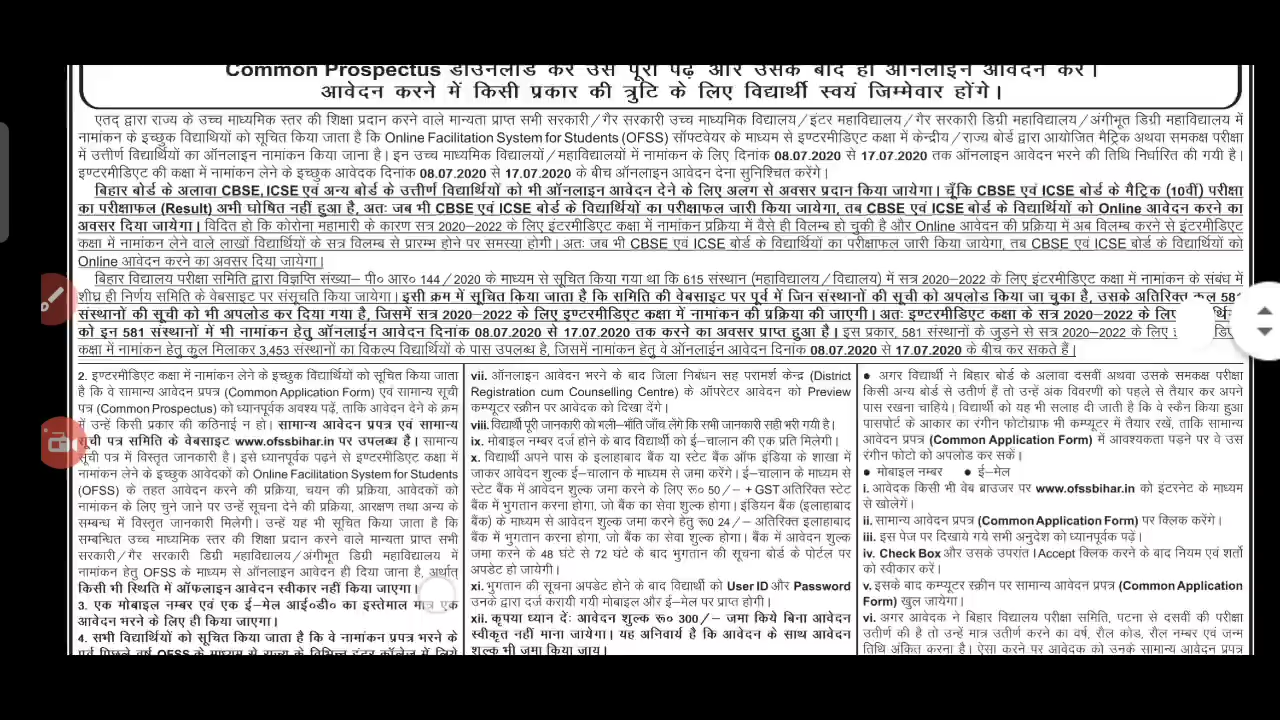 Common Prospectus डाउनलोड कर उसे पूरा पढ़ें और उसके बाद ही ऑनलाइन आवेदन करें।
आवेदन करने में किसी प्रकार की त्रुटि के लिए विद्यार्थी स्वयं जिम्मेवार होंगे।
एतद् द्वारा राज्य के उच्च माध्यमिक स्तर की शिक्षा प्रदान करने वाले मान्यता प्राप्त सभी सरकारी/गैर सरकारी उच्च माध्यमिक विद्यालय/इंटर महाविद्यालय/गैर सरकारी डिग्री महाविद्यालय/अंगीभूत डिग्री महाविद्यालय में
नामांकन के इच्छुक विद्यार्थियों को सूचित किया जाता है कि Online Facilitation System for Students (OFSS) सॉफ्टवेयर के माध्यम से इण्टरमीडिएट कक्षा में केन्द्रीय/राज्य बोर्ड द्वारा आयोजित मैट्रिक अथवा समकक्ष परीक्षा
में उत्तीर्ण विद्यार्थियों का ऑनलाइन नामांकन किया जाना है। इन उच्च माध्यमिक विद्यालयों/महाविद्यालयों में नामांकन के लिए दिनांक 08.07.2020 से 17.07.2020 तक ऑनलाइन आवेदन भरने की तिथि निर्धारित की गयी है।
इण्टरमीडिएट की कक्षा में नामांकन लेने के इच्छुक आवेदक दिनांक 08.07.2020 से 17.07.2020 के बीच ऑनलाइन आवेदन देना सुनिश्चित करेंगे।
बिहार बोर्ड के अलावा CBSE, ICSE एवं अन्य बोर्ड के उत्तीर्ण विद्यार्थियों को भी ऑनलाइन आवेदन देने के लिए अलग से अवसर प्रदान किया जायेगा। चूँकि CBSE एवं ICSE बोर्ड के मैट्रिक (10वीं) परीक्षा
का परीक्षाफल (Result) अभी घोषित नहीं हुआ है, अतः जब भी CBSE एवं ICSE बोर्ड के विद्यार्थियों का परीक्षाफल जारी किया जायेगा, तब CBSE एवं ICSE बोर्ड के विद्यार्थियों को Online आवेदन करने का
अवसर दिया जायेगा। विदित हो कि कोरोना महामारी के कारण सत्र 2020-2022 के लिए इण्टरमीडिएट कक्षा में नामांकन प्रक्रिया में वैसे ही विलम्ब हो चुकी है और Online आवेदन की प्रक्रिया में अब विलम्ब करने से इंटरमीडिएट
कक्षा में नामांकन लेने वाले लाखों विद्यार्थियों के सत्र विलम्ब से प्रारम्भ होने पर समस्या होगी। अतः जब भी CBSE एवं ICSE बोर्ड के विद्यार्थियों का परीक्षाफल जारी किया जायेगा, तब CBSE एवं ICSE बोर्ड के विद्यार्थियों को
Online आवेदन करने का अवसर दिया जायेगा।
बिहार विद्यालय परीक्षा समिति द्वारा विज्ञप्ति संख्या- पी० आर० 144/2020 के माध्यम से सूचित किया गया था कि 615 संस्थान (महाविद्यालय/विद्यालय) में सत्र 2020-2022 के लिए इंटरमीडिएट कक्षा में नामांकन के संबंध में
शीघ्र ही निर्णय समिति के वेबसाइट पर संसूचति किया जायेगा। इसी क्रम में सूचित किया जाता है कि समिति की वेबसाइट पर पूर्व में जिन संस्थानों की सूची को अपलोड किया जा चुका है, उसके अतिरिक्त कुल 581
संस्थानों की सूची को भी अपलोड कर दिया गया है, जिसमें सत्र 2020-2022 के लिए इण्टरमीडिएट कक्षा में नामांकन की प्रक्रिया की जाएगी। अतः इण्टरमीडिएट कक्षा के सत्र 2020-2022 के लिए
को इन 581 संस्थानों में भी नामांकन हेतु ऑनलाइन आवेदन दिनांक 08.07.2020 से 17.07.2020 तक करने का अवसर प्राप्त हुआ है। इस प्रकार, 581 संस्थानों के जुडने से सत्र 2020-2022 के लिए
कक्षा में नामांकन हेतु कुल मिलाकर 3,453 संस्थानों का विकल्प विद्यार्थियों के पास उपलब्ध है, जिसमें नामांकन हेतु वे ऑनलाईन आवेदन दिनांक 08.07.2020 से 17.07.2020 के बीच कर सकते हैं।
2. इण्टरमीडिएट कक्षा में नामांकन लेने के इच्छुक विद्यार्थियों को सूचित किया जाता
है कि वे सामान्य आवेदन प्रपत्र (Common Application Form) एवं सामान्य सूची
पत्र (Common Prospectus) को ध्यानपूर्वक अवश्य पढ़ें, ताकि आवेदन देने के क्रम
में उन्हें किसी प्रकार की कठिनाई न हो। सामान्य आवेदन प्रपत्र एवं सामान्य
सूची पत्र समिति के वेबसाइट www.ofssbihar.in पर उपलब्ध है। सामान्य
सूची पत्र में विस्तृत जानकारी है। इसे ध्यानपूर्वक पढ़ने से इण्टरमीडिएट कक्षा में
नामांकन लेने के इच्छुक आवेदकों को Online Facilitation System for Students
(OFSS) के तहत आवेदन करने की प्रक्रिया, चयन की प्रक्रिया, आवेदकों को
नामांकन के लिए चुने जाने पर उन्हें सूचना देने की प्रक्रिया, आरक्षण तथा अन्य के
सम्बन्ध में विस्तृत जानकारी मिलेगी। उन्हें यह भी सूचित किया जाता है कि
सम्बन्धित उच्च माध्यमिक स्तर की शिक्षा प्रदान करने वाले मान्यता प्राप्त सभी
सरकारी/गैर सरकारी डिग्री महाविद्यालय/अंगीभूत डिग्री महाविद्यालय में
नामांकन हेतु OFSS के माध्यम से ऑनलाइन आवेदन ही दिया जाना है, अर्थात
किसी भी स्थिति में ऑफलाइन आवेदन स्वीकार नहीं किया जाएगा।
3. एक मोबाइल नम्बर एवं एक ई-मेल आई०डी० का इस्तेमाल मात्र एक
आवेदन भरने के लिए ही किया जाएगा।
4. सभी विद्यार्थियों को सूचित किया जाता है कि वे नामांकन प्रपत्र भरने के
पूर्व पिछले वर्ष OFSS के माध्यम से राज्य के विभिन्न इंटर कॉलेज में लिये
vii. ऑनलाइन आवेदन भरने के बाद जिला निबंधन सह परामर्श केन्द्र (District
Registration cum Counselling Centre) के ऑपरेटर आवेदन को Preview
कम्प्यूटर स्क्रीन पर आवेदक को दिखा देंगे।
viii. विद्यार्थी पूरी जानकारी को भली-भाँति जाँच लेंगे कि सभी जानकारी सही भरी गयी है।
ix. मोबाइल नम्बर दर्ज होने के बाद विद्यार्थी को ई-चालान की एक प्रति मिलेगी।
x. विद्यार्थी अपने पास के इलाहाबाद बैंक या स्टेट बैंक ऑफ इंडिया के शाखा में
जाकर आवेदन शुल्क ई-चालान के माध्यम से जमा करेंगे। ई-चालान के माध्यम से
स्टेट बैंक में आवेदन शुल्क जमा करने के लिए रू० 50/- + GST अतिरिक्त स्टेट
बैंक में भुगतान करना होगा, जो बैंक का सेवा शुल्क होगा। इंडियन बैंक (इलाहाबाद
बैंक) के माध्यम से आवेदन शुल्क जमा करने हेतु रू0 24/- अतिरिक्त इलाहाबाद
बैंक में भुगतान करना होगा, जो बैंक का सेवा शुल्क होगा। बैंक में आवेदन शुल्क
जमा करने के 48 घंटे से 72 घंटे के बाद भुगतान की सूचना बोर्ड के पोर्टल पर
अपडेट हो जायेगी।
xi. भुगतान की सूचना अपडेट होने के बाद विद्यार्थी को User ID और Password
उनके द्वारा दर्ज करायी गयी मोबाइल और ई-मेल पर प्राप्त होगी।
xii. कृपया ध्यान देंः आवेदन शुल्क रू० 300/- जमा किये बिना आवेदन
स्वीकृत नहीं माना जायेगा। यह अनिवार्य है कि आवेदन के साथ आवेदन
शुल्क भी जमा किया जाय।
● अगर विद्यार्थी ने बिहार बोर्ड के अलावा दसवीं अथवा उसके समकक्ष परीक्षा
किसी अन्य बोर्ड से उतीर्ण हैं तो उन्हें अंक विवरणी को पहले से तैयार कर अपने
पास रखना चाहिये। विद्यार्थी को यह भी सलाह दी जाती है कि वे स्कैन किया हुआ
पासपोर्ट के आकार का रंगीन फोटोग्राफ भी कम्प्यूटर में तैयार रखें, ताकि सामान्य
आवेदन प्रपत्र (Common Application Form) में आवश्यकता पड़ने पर वे उस
रंगीन फोटो को अपलोड कर सकें।
● मोबाइल नम्बर ● ई-मेल
i. आवेदक किसी भी वेब ब्राउजर पर www.ofssbihar.in को इंटरनेट के माध्यम
से खोलेगें।
ii. सामान्य आवेदन प्रपत्र (Common Application Form) पर क्लिक करेंगे।
iii. इस पेज पर दिखाये गये सभी अनुदेश को ध्यानपूर्वक पढ़ें।
iv. Check Box और उसके उपरांत I Accept क्लिक करने के बाद नियम एवं शर्तो
को स्वीकार करें।
v. इसके बाद कम्प्यूटर स्क्रीन पर सामान्य आवेदन प्रपत्र (Common Application
Form) खुल जायेगा।
vi. अगर आवेदक ने बिहार विद्यालय परीक्षा समिति, पटना से दसवीं की परीक्षा
उतीर्ण की है तो उन्हें मात्र उतीर्ण करने का वर्ष, रौल कोड, रौल नम्बर एवं जन्म
तिथि अंकित करना है। ऐसा करने पर आवेदक को उनके सामान्य आवेदन प्रपत्र